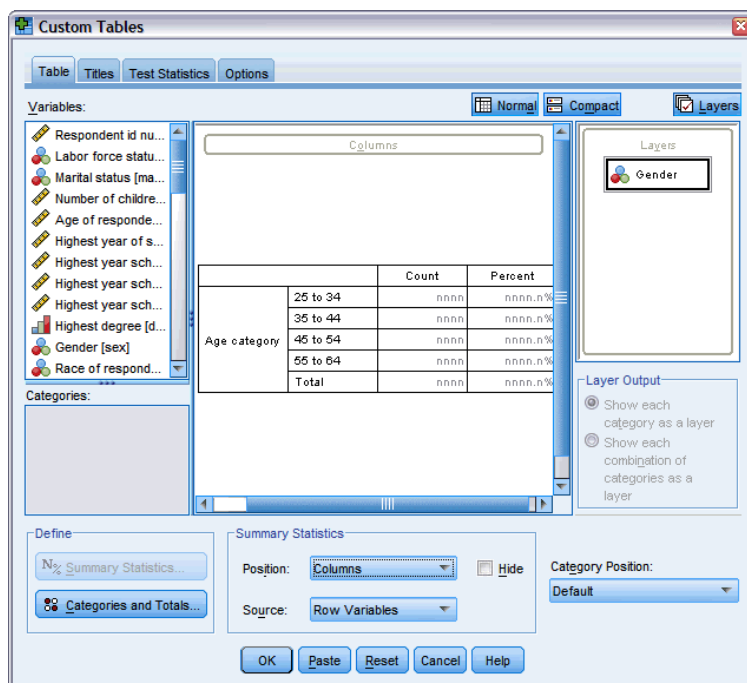 Custom Tables
Table Titles Test Statistics Options
Variables:
Normal Compact Layers
Respondent id nu...
Labor force statu...
Marital status [ma...
Number of childre...
Age of responde...
Highest year of s...
Highest year sch...
Highest year sch...
Highest year sch...
Highest degree [d...
Gender [sex]
Race of respond...
Categories:
Columns
Count Percent
Age category
25 to 34 nnnn nnnn.n%
35 to 44 nnnn nnnn.n%
45 to 54 nnnn nnnn.n%
55 to 64 nnnn nnnn.n%
Total nnnn nnnn.n%
Layers
Gender
Layer Output
Show each
category as a layer
Show each
combination of
categories as a
layer
Define
N% Summary Statistics...
Categories and Totals...
Summary Statistics
Position: Columns Hide
Source: Row Variables
Category Position:
Default
OK Paste Reset Cancel Help